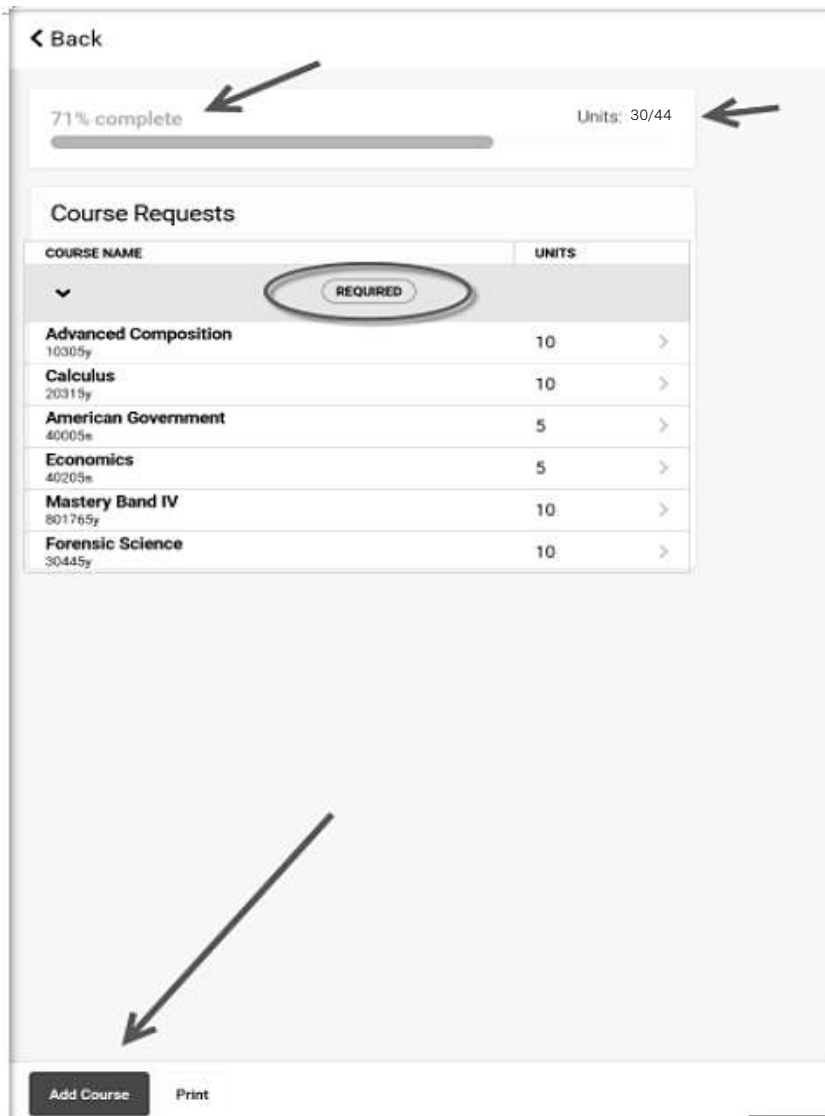 Back
71% complete
Units: 30/44
Course Requests
COURSE NAME UNITS
REQUIRED
Advanced Composition
10305y
10
Calculus
20315y
10
American Government
40005s
5
Economics
40205s
5
Mastery Band IV
801765y
10
Forensic Science
30445y
10
Add Course Print